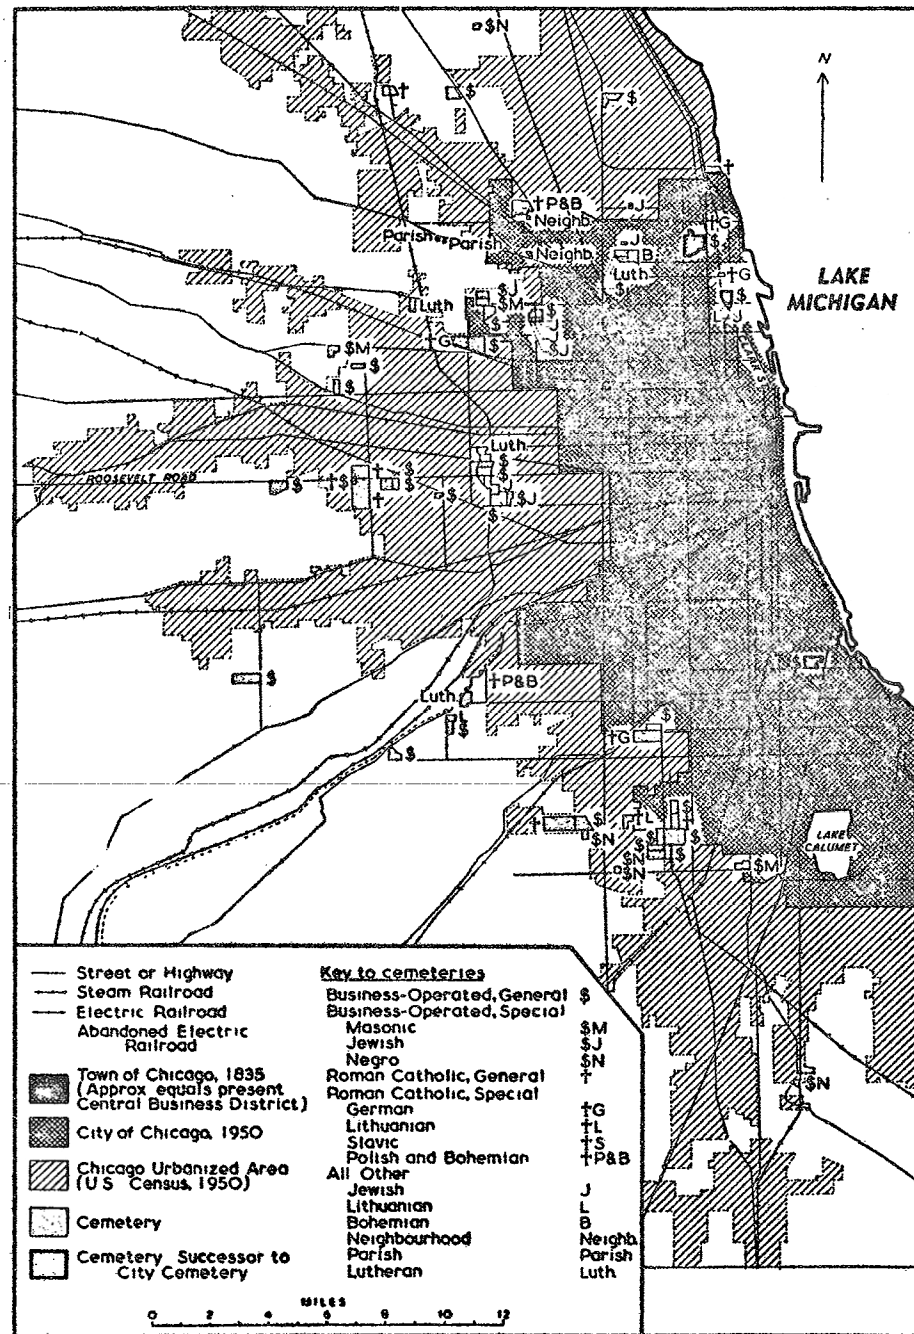 $N
N
†
$
$
†
†P&B
J
Neighb.
†G
$
Parish
Parish
Neighb.
J
B
Luth.
$
†G
$
L
J
LAKE
MICHIGAN
CLARK ST.
Luth.
J
$M
$
$
J
†G
$
$J
$M
$
$
Luth.
$
$
J
$J
$
ROOSEVELT ROAD
$
†$
†
†
$
$
$
$
$
†P&B
Luth.
L
$
$
$
†G
†
$
$N
†L
$
$
$N
$N
$
$M
LAKE
CALUMET
$N
Street or Highway
Steam Railroad
Electric Railroad
Abandoned Electric
Railroad
Town of Chicago, 1835
(Approx equals present
Central Business District)
City of Chicago, 1950
Chicago Urbanized Area
(U S Census, 1950)
Cemetery
Cemetery Successor to
City Cemetery
Key to cemeteries
Business-Operated, General $
Business-Operated, Special
Masonic $M
Jewish $J
Negro $N
Roman Catholic, General †
Roman Catholic, Special
German †G
Lithuanian †L
Slavic †S
Polish and Bohemian †P&B
All Other
Jewish J
Lithuanian L
Bohemian B
Neighbourhood Neighb.
Parish Parish
Lutheran Luth.
MILES
0 2 4 6 8 10 12